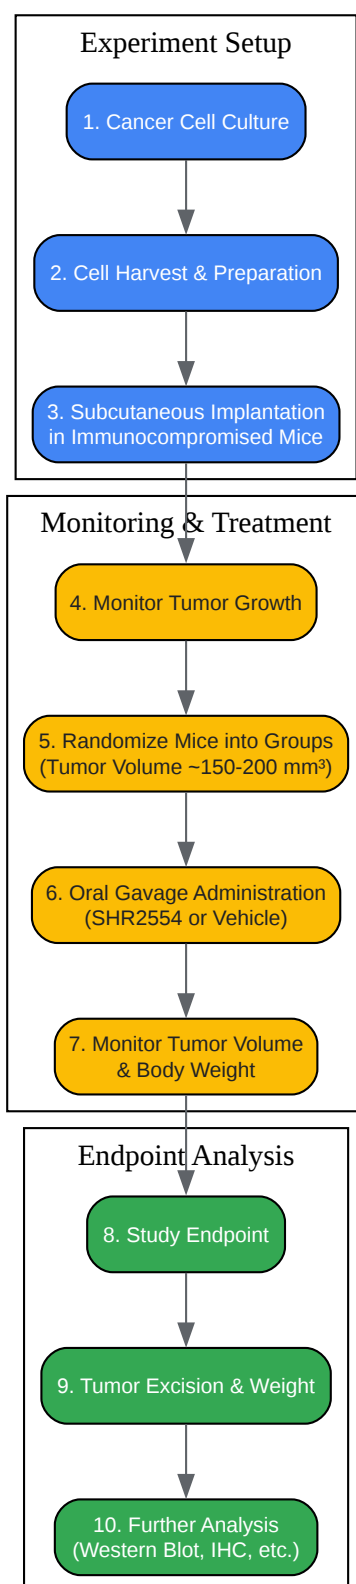 Experiment Setup
1. Cancer Cell Culture
2. Cell Harvest & Preparation
3. Subcutaneous Implantation
in Immunocompromised Mice
Monitoring & Treatment
4. Monitor Tumor Growth
5. Randomize Mice into Groups
(Tumor Volume ~150-200 mm³)
6. Oral Gavage Administration
(SHR2554 or Vehicle)
7. Monitor Tumor Volume
& Body Weight
Endpoint Analysis
8. Study Endpoint
9. Tumor Excision & Weight
10. Further Analysis
(Western Blot, IHC, etc.)